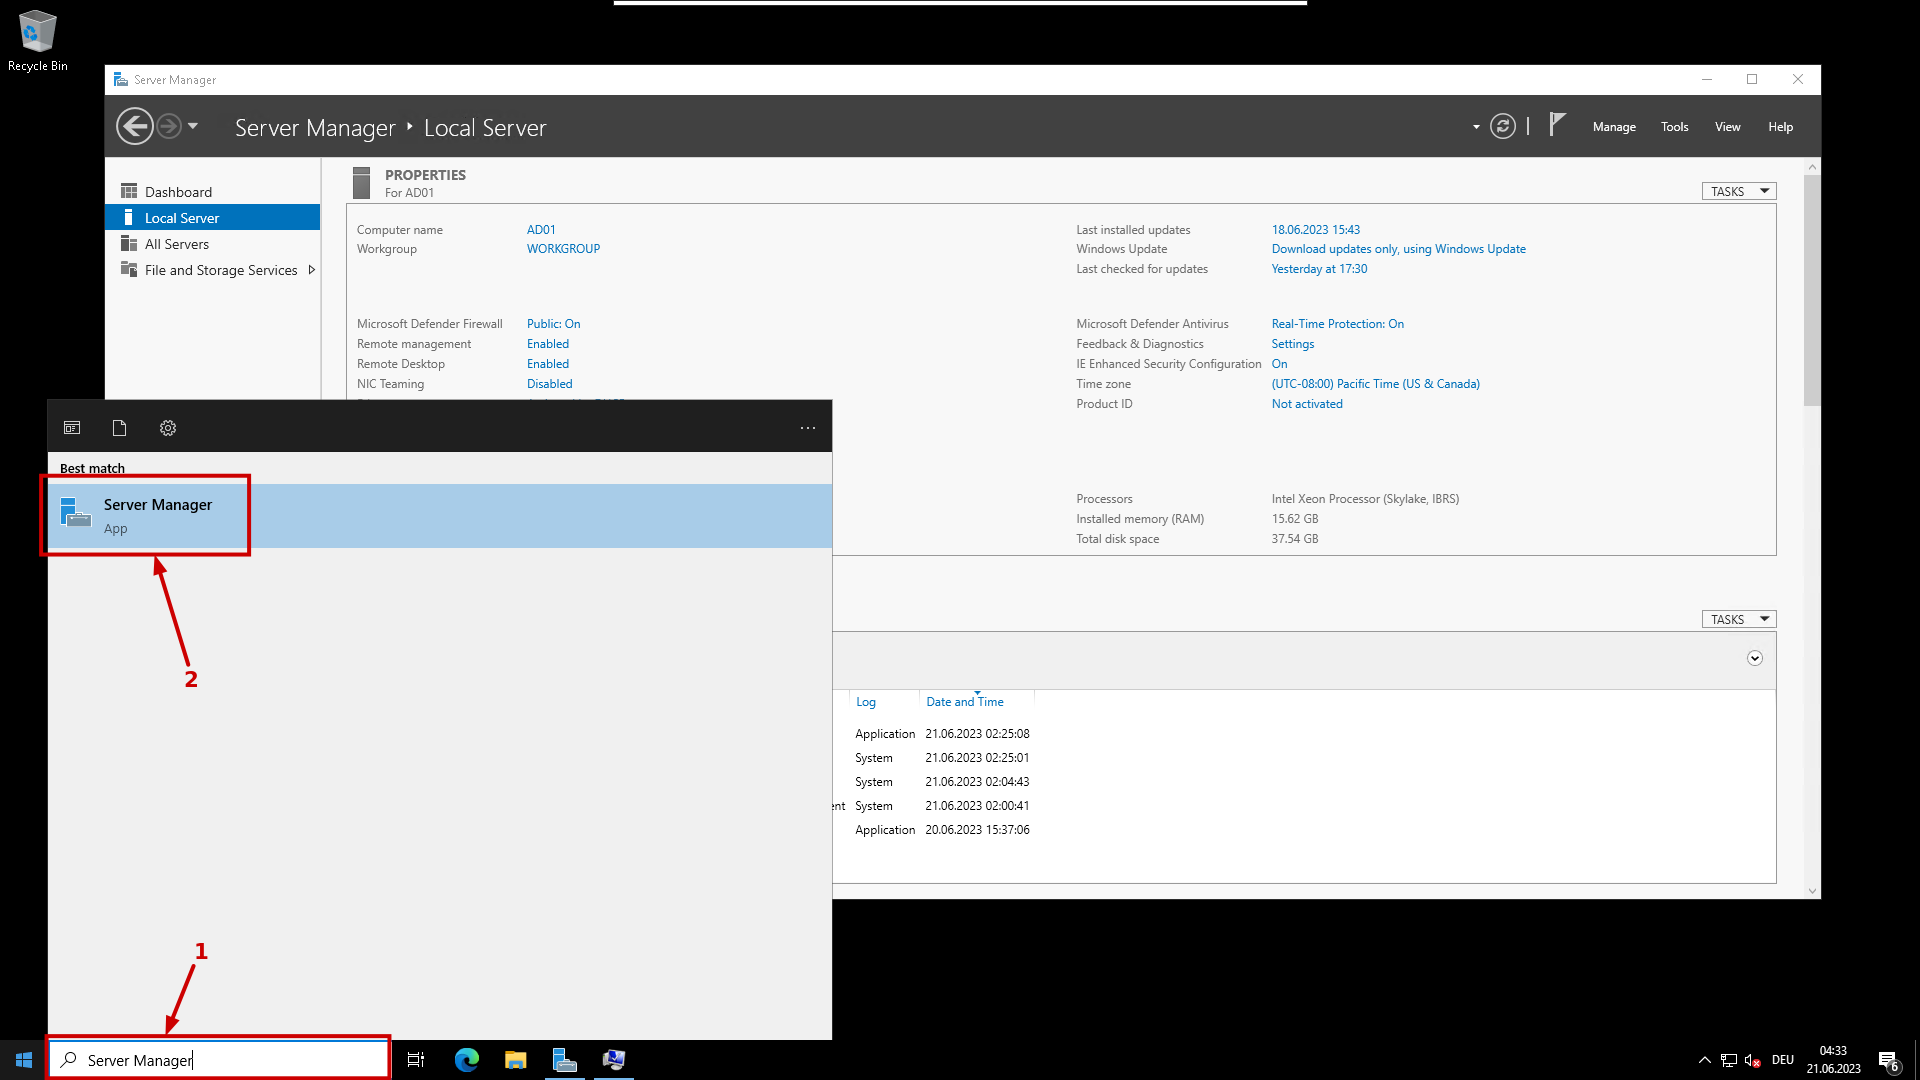 Recycle Bin
Server Manager
Server Manager Local Server
Manage Tools View Help
Dashboard
Local Server
All Servers
File and Storage Services
PROPERTIES
For AD01
TASKS
Computer name AD01
Workgroup WORKGROUP
Last installed updates 18.06.2023 15:43
Windows Update Download updates only, using Windows Update
Last checked for updates Yesterday at 17:30
Microsoft Defender Firewall Public: On
Remote management Enabled
Remote Desktop Enabled
NIC Teaming Disabled
Microsoft Defender Antivirus Real-Time Protection: On
Feedback & Diagnostics Settings
IE Enhanced Security Configuration On
Time zone (UTC-08:00) Pacific Time (US & Canada)
Product ID Not activated
Processors Intel Xeon Processor (Skylake, IBRS)
Installed memory (RAM) 15.62 GB
Total disk space 37.54 GB
...
Best match
Server Manager
App
2
TASKS
Log Date and Time
Application 21.06.2023 02:25:08
System 21.06.2023 02:25:01
System 21.06.2023 02:04:43
System 21.06.2023 02:00:41
Application 20.06.2023 15:37:06
1
Server Manager
DEU
04:33
21.06.2023
6